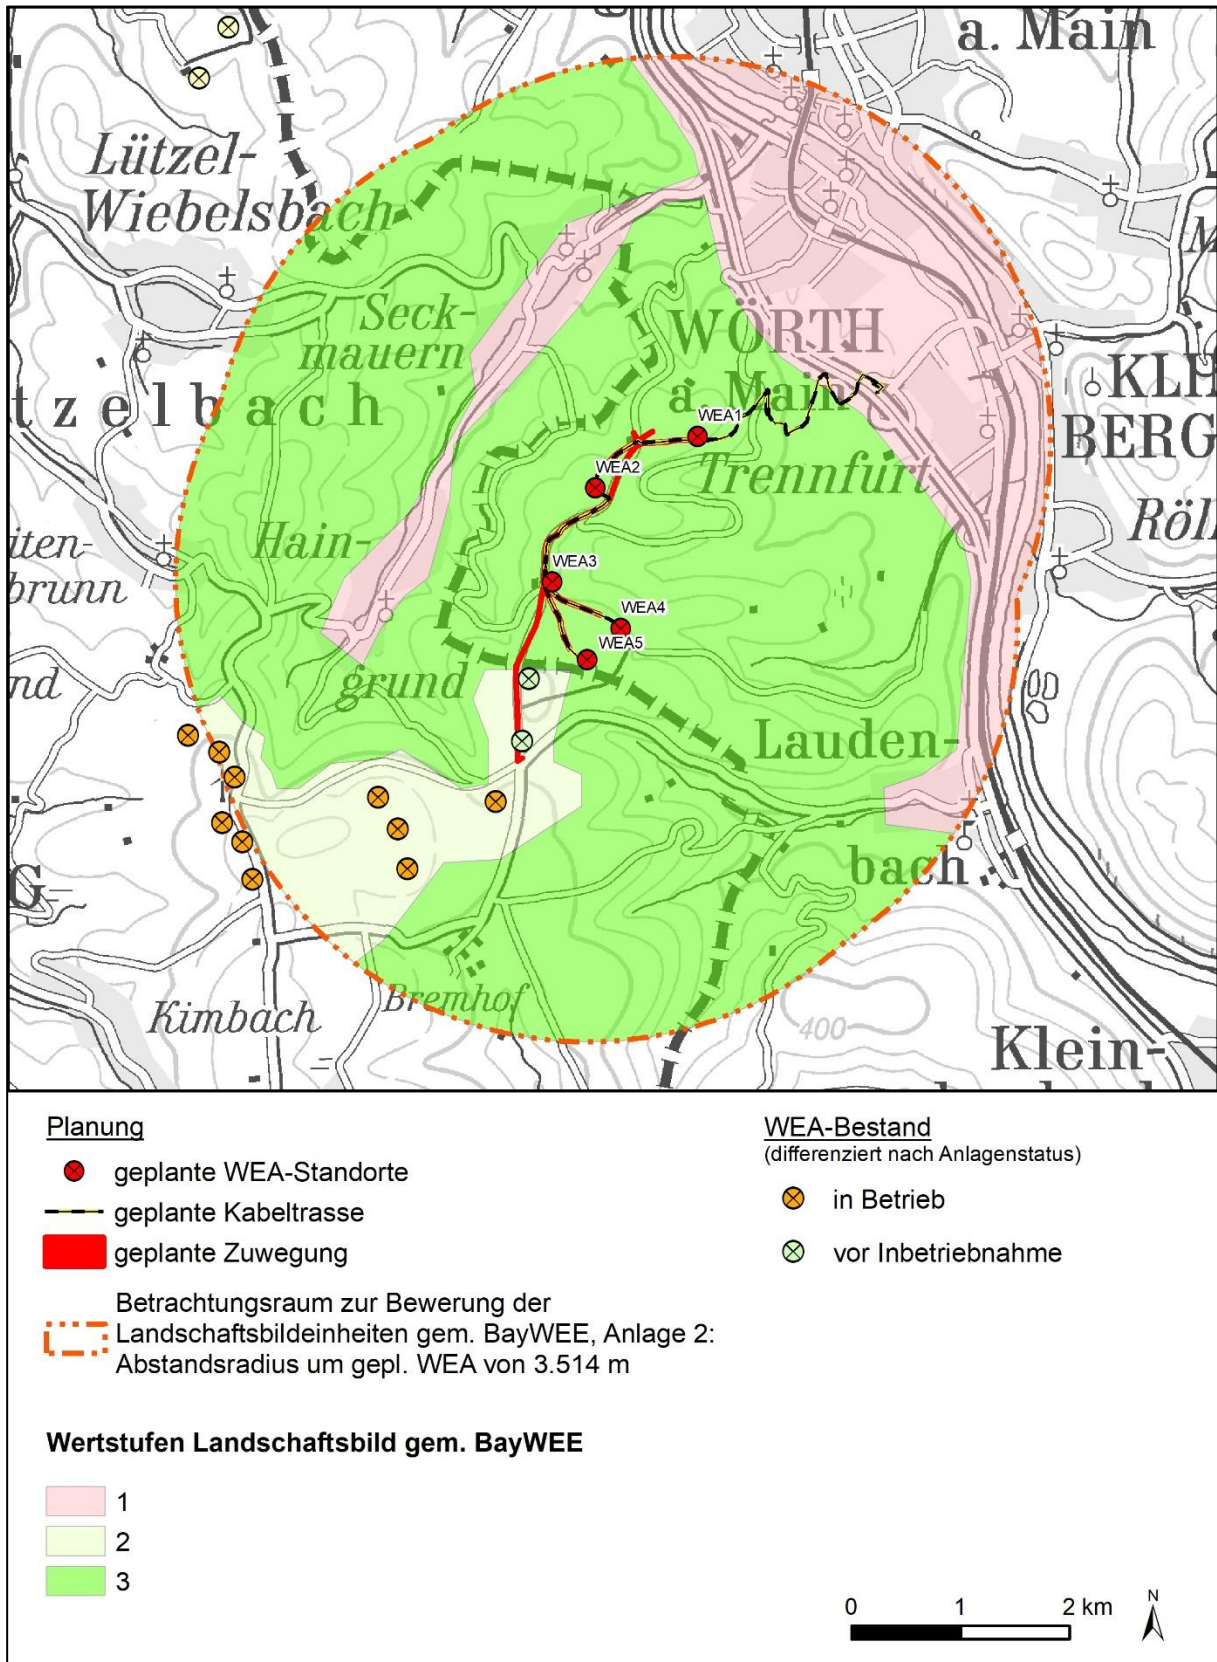 a. Main
Lützel-
Wiebelsbach
Seck-
mauern
WÖRTH
a. Main
tzelbach
KLI
BERG
WEA1
WEA2
Trennfurt
Röll
Hain-
iten-
brunn
WEA3
WEA4
WEA5
grund
nd
Lauden-
bach
G
Bremhof
Kimbach
400
Klein-
Planung
geplante WEA-Standorte
geplante Kabeltrasse
geplante Zuwegung
Betrachtungsraum zur Bewerung der
Landschaftsbildeinheiten gem. BayWEE, Anlage 2:
Abstandsradius um gepl. WEA von 3.514 m
WEA-Bestand
(differenziert nach Anlagenstatus)
in Betrieb
vor Inbetriebnahme
Wertstufen Landschaftsbild gem. BayWEE
1
2
3
0 1 2 km
N